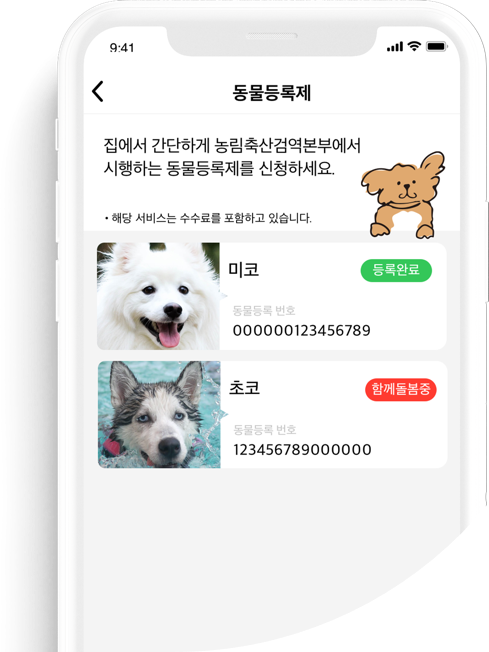 9:41
동물등록제
집에서 간단하게 농림축산검역본부에서
시행하는 동물등록제를 신청하세요.
• 해당 서비스는 수수료를 포함하고 있습니다.
미코
등록완료
동물등록 번호
000000123456789
초코
함께돌봄중
동물등록 번호
123456789000000